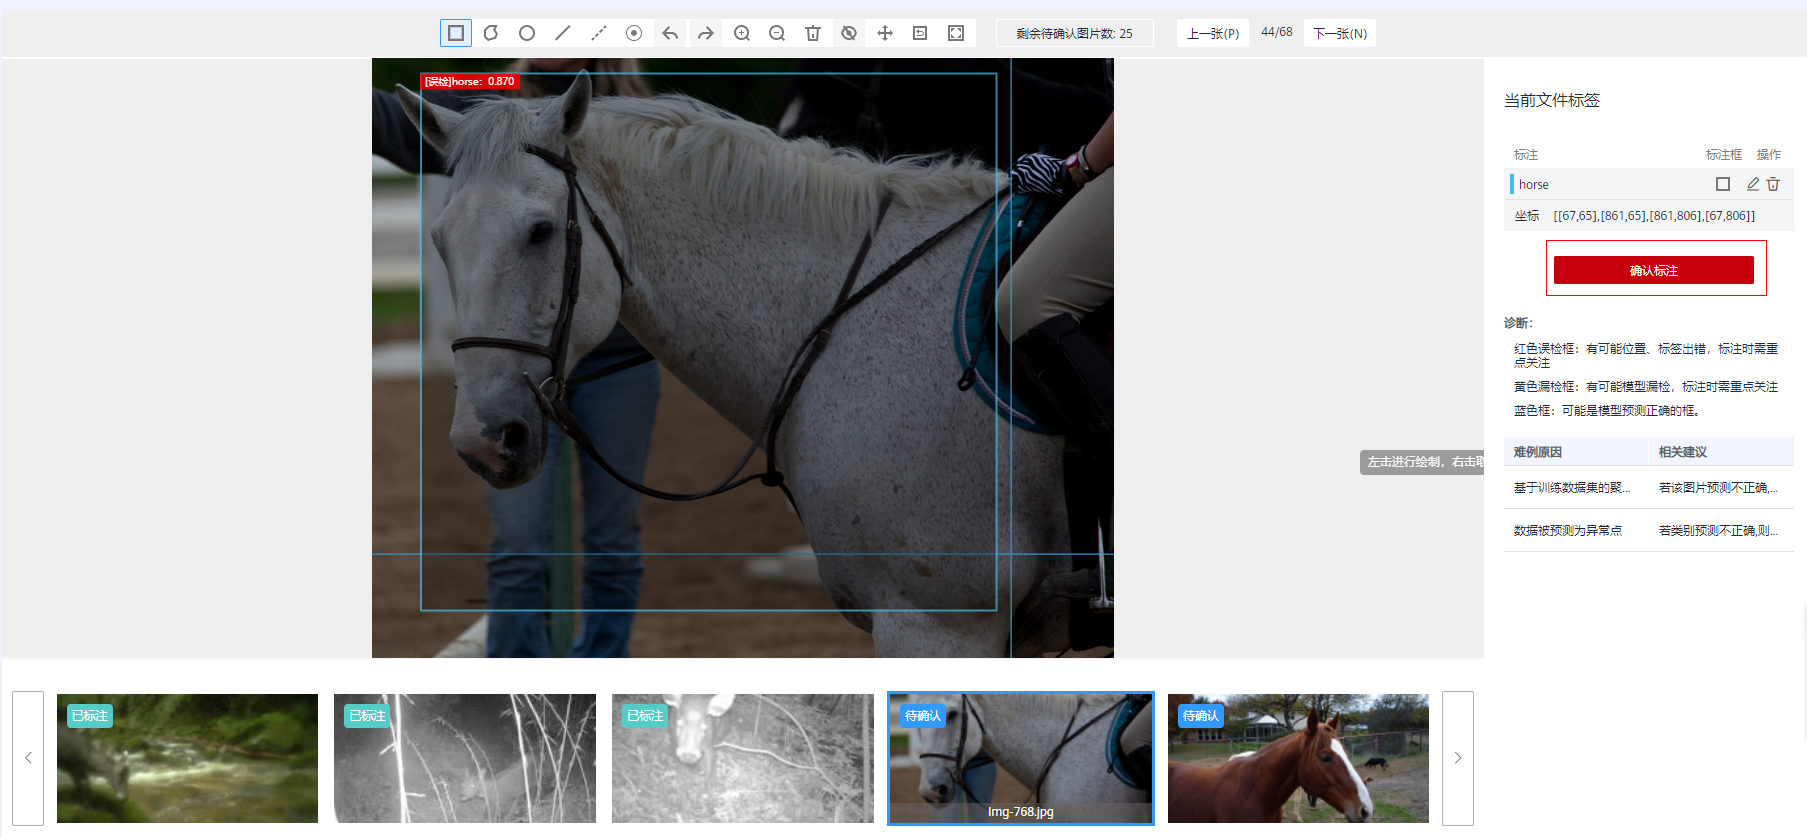 剩余待确认图片数: 25
上一张(P)
44/68
下一张(N)
[误检]horse: 0.870
左击进行绘制，右击取
当前文件标签
标注 标注框 操作
horse
坐标 [[67,65],[861,65],[861,806],[67,806]]
确认标注
诊断：
红色误检框：有可能位置、标签出错，标注时需重
点关注
黄色漏检框：有可能模型漏检，标注时需重点关注
蓝色框：可能是模型预测正确的框。
难例原因 相关建议
基于训练数据集的聚... 若该图片预测不正确,...
数据被预测为异常点 若类别预测不正确,则...
已标注
已标注
已标注
待确认
Img-768.jpg
待确认